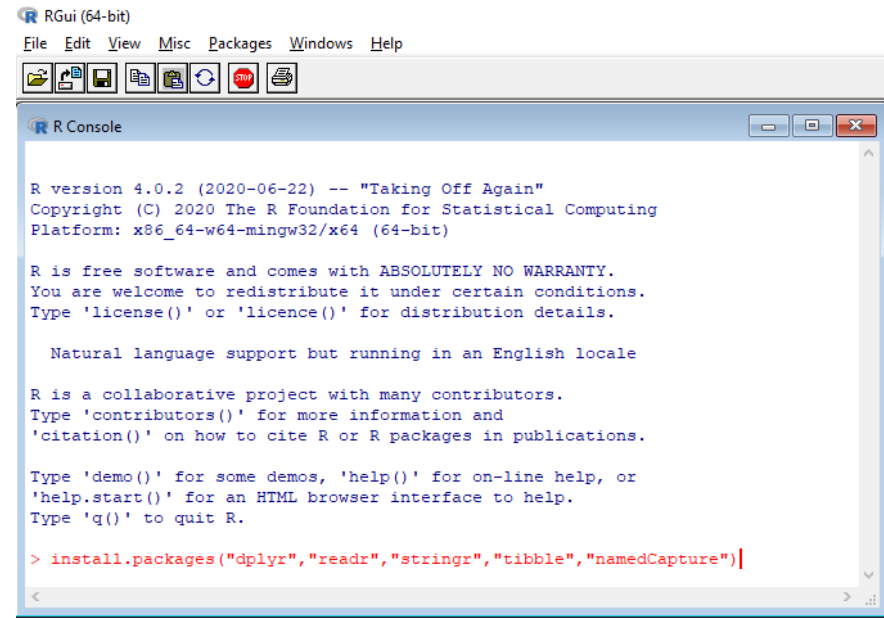 RGui (64-bit)
File Edit View Misc Packages Windows Help
STOP
R Console
R version 4.0.2 (2020-06-22) -- "Taking Off Again"
Copyright (C) 2020 The R Foundation for Statistical Computing
Platform: x86_64-w64-mingw32/x64 (64-bit)
R is free software and comes with ABSOLUTELY NO WARRANTY.
You are welcome to redistribute it under certain conditions.
Type 'license()' or 'licence()' for distribution details.
Natural language support but running in an English locale
R is a collaborative project with many contributors.
Type 'contributors()' for more information and
'citation()' on how to cite R or R packages in publications.
Type 'demo()' for some demos, 'help()' for on-line help, or
'help.start()' for an HTML browser interface to help.
Type 'q()' to quit R.
> install.packages("dplyr","readr","stringr","tibble","namedCapture")